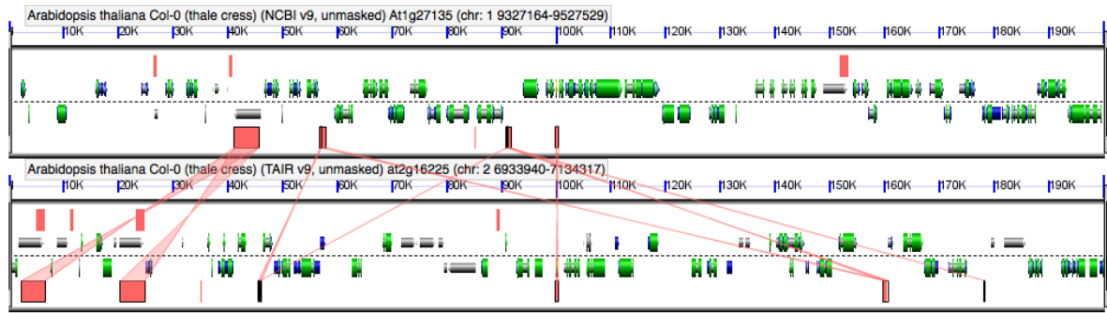 Arabidopsis thaliana Col-0 (thale cress) (NCBI v9, unmasked) At1g27135 (chr: 1 9327164-9527529)
10K 20K 30K 40K 50K 60K 70K 80K 90K 100K 110K 120K 130K 140K 150K 160K 170K 180K 190K
Arabidopsis thaliana Col-0 (thale cress) (TAIR v9, unmasked) at2g16225 (chr: 2 6933940-7134317)
10K 20K 30K 40K 50K 60K 70K 80K 90K 100K 110K 120K 130K 140K 150K 160K 170K 180K 190K